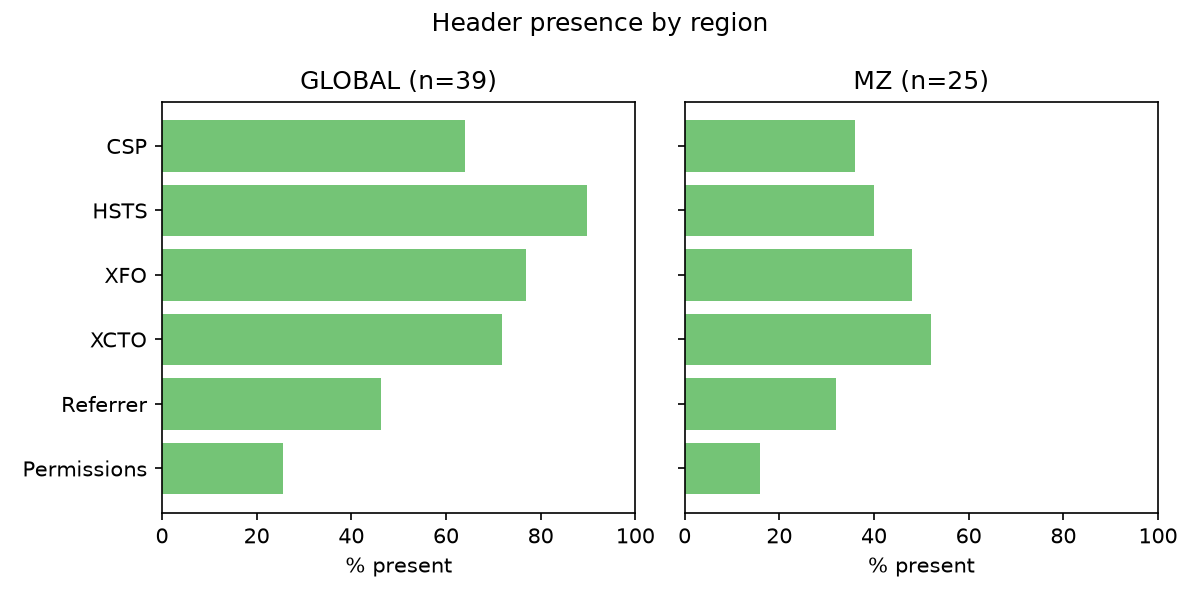 Header presence by region
GLOBAL (n=39)
MZ (n=25)
CSP
HSTS
XFO
XCTO
Referrer
Permissions
0 20 40 60 80 100
0 20 40 60 80 100
% present
% present